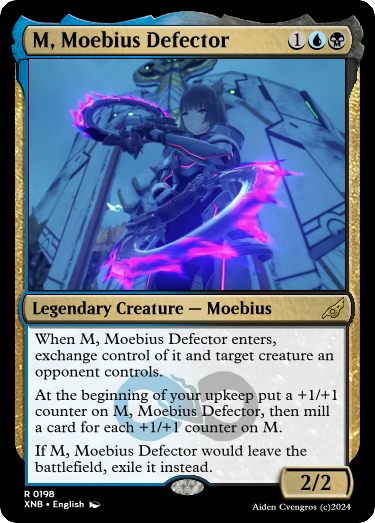 M, Moebius Defector 1
Legendary Creature — Moebius
When M, Moebius Defector enters,
exchange control of it and target creature an
opponent controls.
At the beginning of your upkeep put a +1/+1
counter on M, Moebius Defector, then mill
a card for each +1/+1 counter on M.
If M, Moebius Defector would leave the
battlefield, exile it instead.
2/2
R 0198
XNB • English
Aiden Cvengros (c)2024